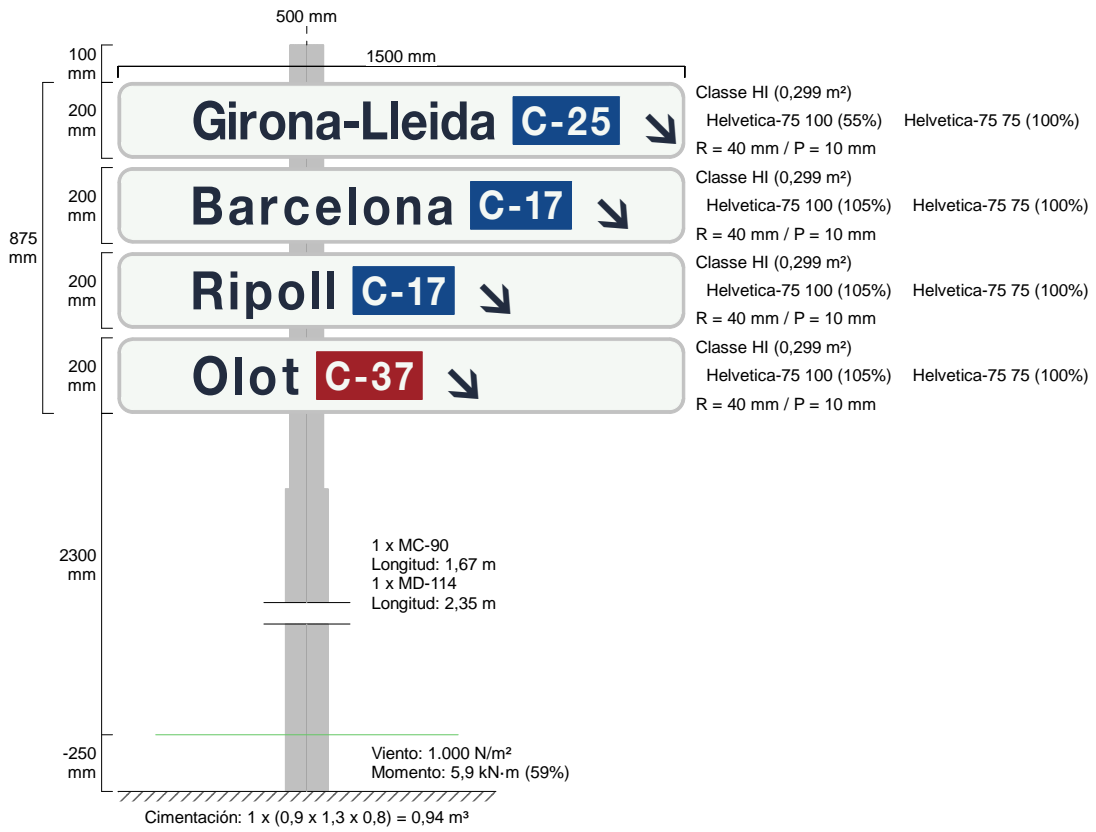 500 mm
100
mm
1500 mm
200
mm
Girona-Lleida C-25
Classe HI (0,299 m²)
Helvetica-75 100 (55%) Helvetica-75 75 (100%)
R = 40 mm / P = 10 mm
200
mm
Barcelona C-17
Classe HI (0,299 m²)
Helvetica-75 100 (105%) Helvetica-75 75 (100%)
R = 40 mm / P = 10 mm
875
mm
200
mm
Ripoll C-17
Classe HI (0,299 m²)
Helvetica-75 100 (105%) Helvetica-75 75 (100%)
R = 40 mm / P = 10 mm
200
mm
Olot C-37
Classe HI (0,299 m²)
Helvetica-75 100 (105%) Helvetica-75 75 (100%)
R = 40 mm / P = 10 mm
2300
mm
1 x MC-90
Longitud: 1,67 m
1 x MD-114
Longitud: 2,35 m
-250
mm
Viento: 1.000 N/m²
Momento: 5,9 kN·m (59%)
Cimentación: 1 x (0,9 x 1,3 x 0,8) = 0,94 m³